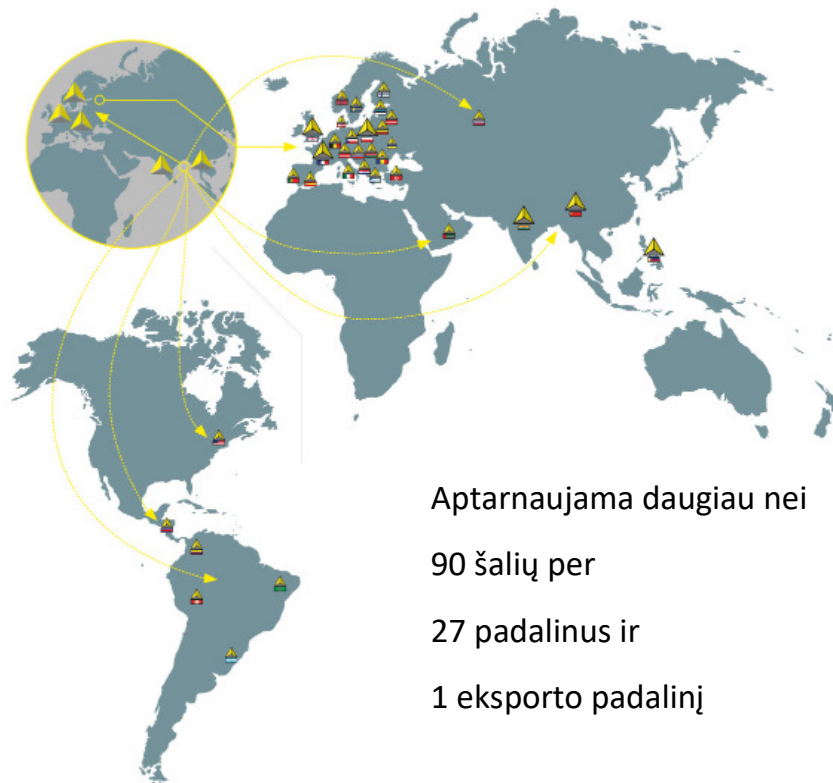 Aptarnaujama daugiau nei
90 šalių per
27 padalinus ir
1 eksporto padalinį